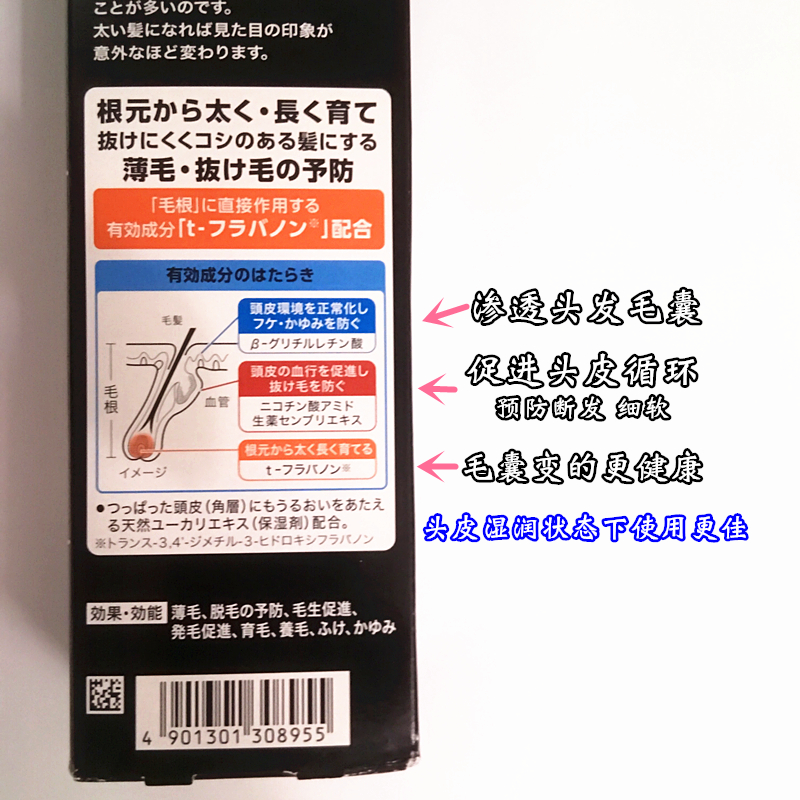 ことが多いのです。
太い髪になれば見た目の印象が
意外なほど変わります。
根元から太く・長く育て
抜けにくくコシのある髪にする
薄毛・抜け毛の予防
「毛根」に直接作用する
有効成分「t-フラバノン※」配合
有効成分のはたらき
毛髪
頭皮環境を正常化し
フケ・かゆみを防ぐ
β-グリチルレチン酸
頭皮の血行を促進し
抜け毛を防ぐ
ニコチン酸アミド
生薬センブリエキス
毛根
血管
根元から太く長く育てる
t-フラバノン※
イメージ
●つっぱった頭皮(角層)にもうるおいをあたえ
る天然ユーカリエキス(保湿剤)配合。
※トランス-3,4'-ジメチル-3-ヒドロキシフラバノン
効果・効能
薄毛、脱毛の予防、毛生促進、
発毛促進、育毛、養毛、ふけ、かゆみ
4 901301 308955
渗透头发毛囊
促进头皮循环
预防断发 细软
毛囊变的更健康
头皮湿润状态下使用更佳